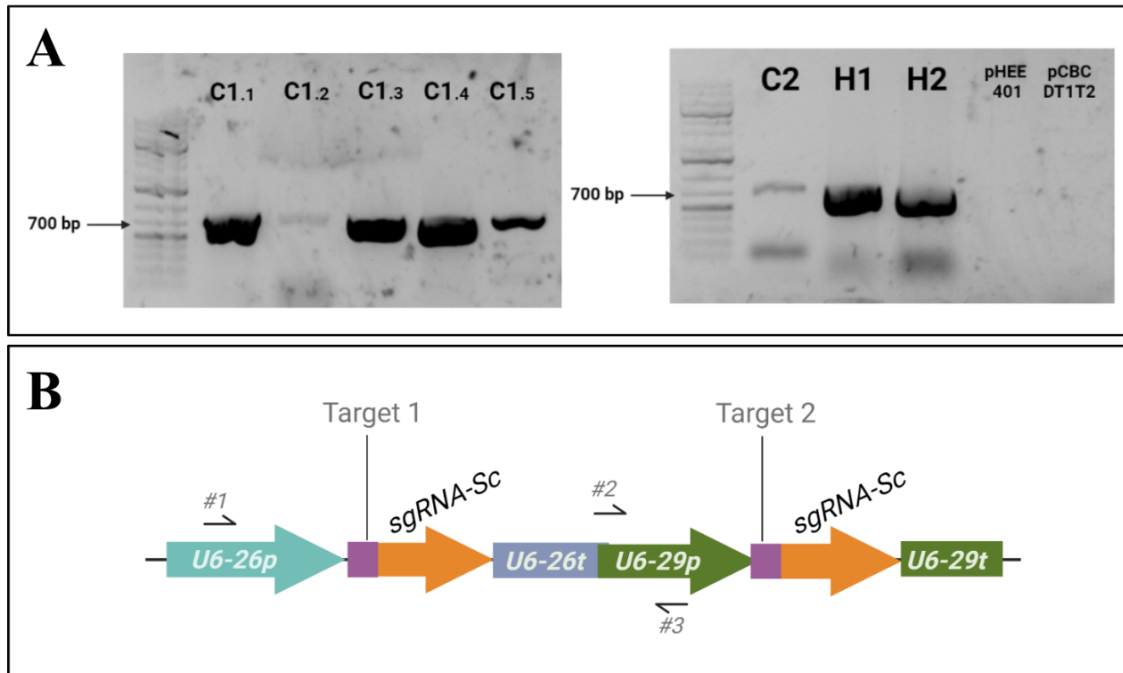 A
C1.1 C1.2 C1.3 C1.4 C1.5
700 bp
C2 H1 H2 pHEE 401 pCBC DT1T2
700 bp
B
Target 1 Target 2
#1 sgRNA-Sc #2 sgRNA-Sc
U6-26p U6-26t U6-29p U6-29t
#3